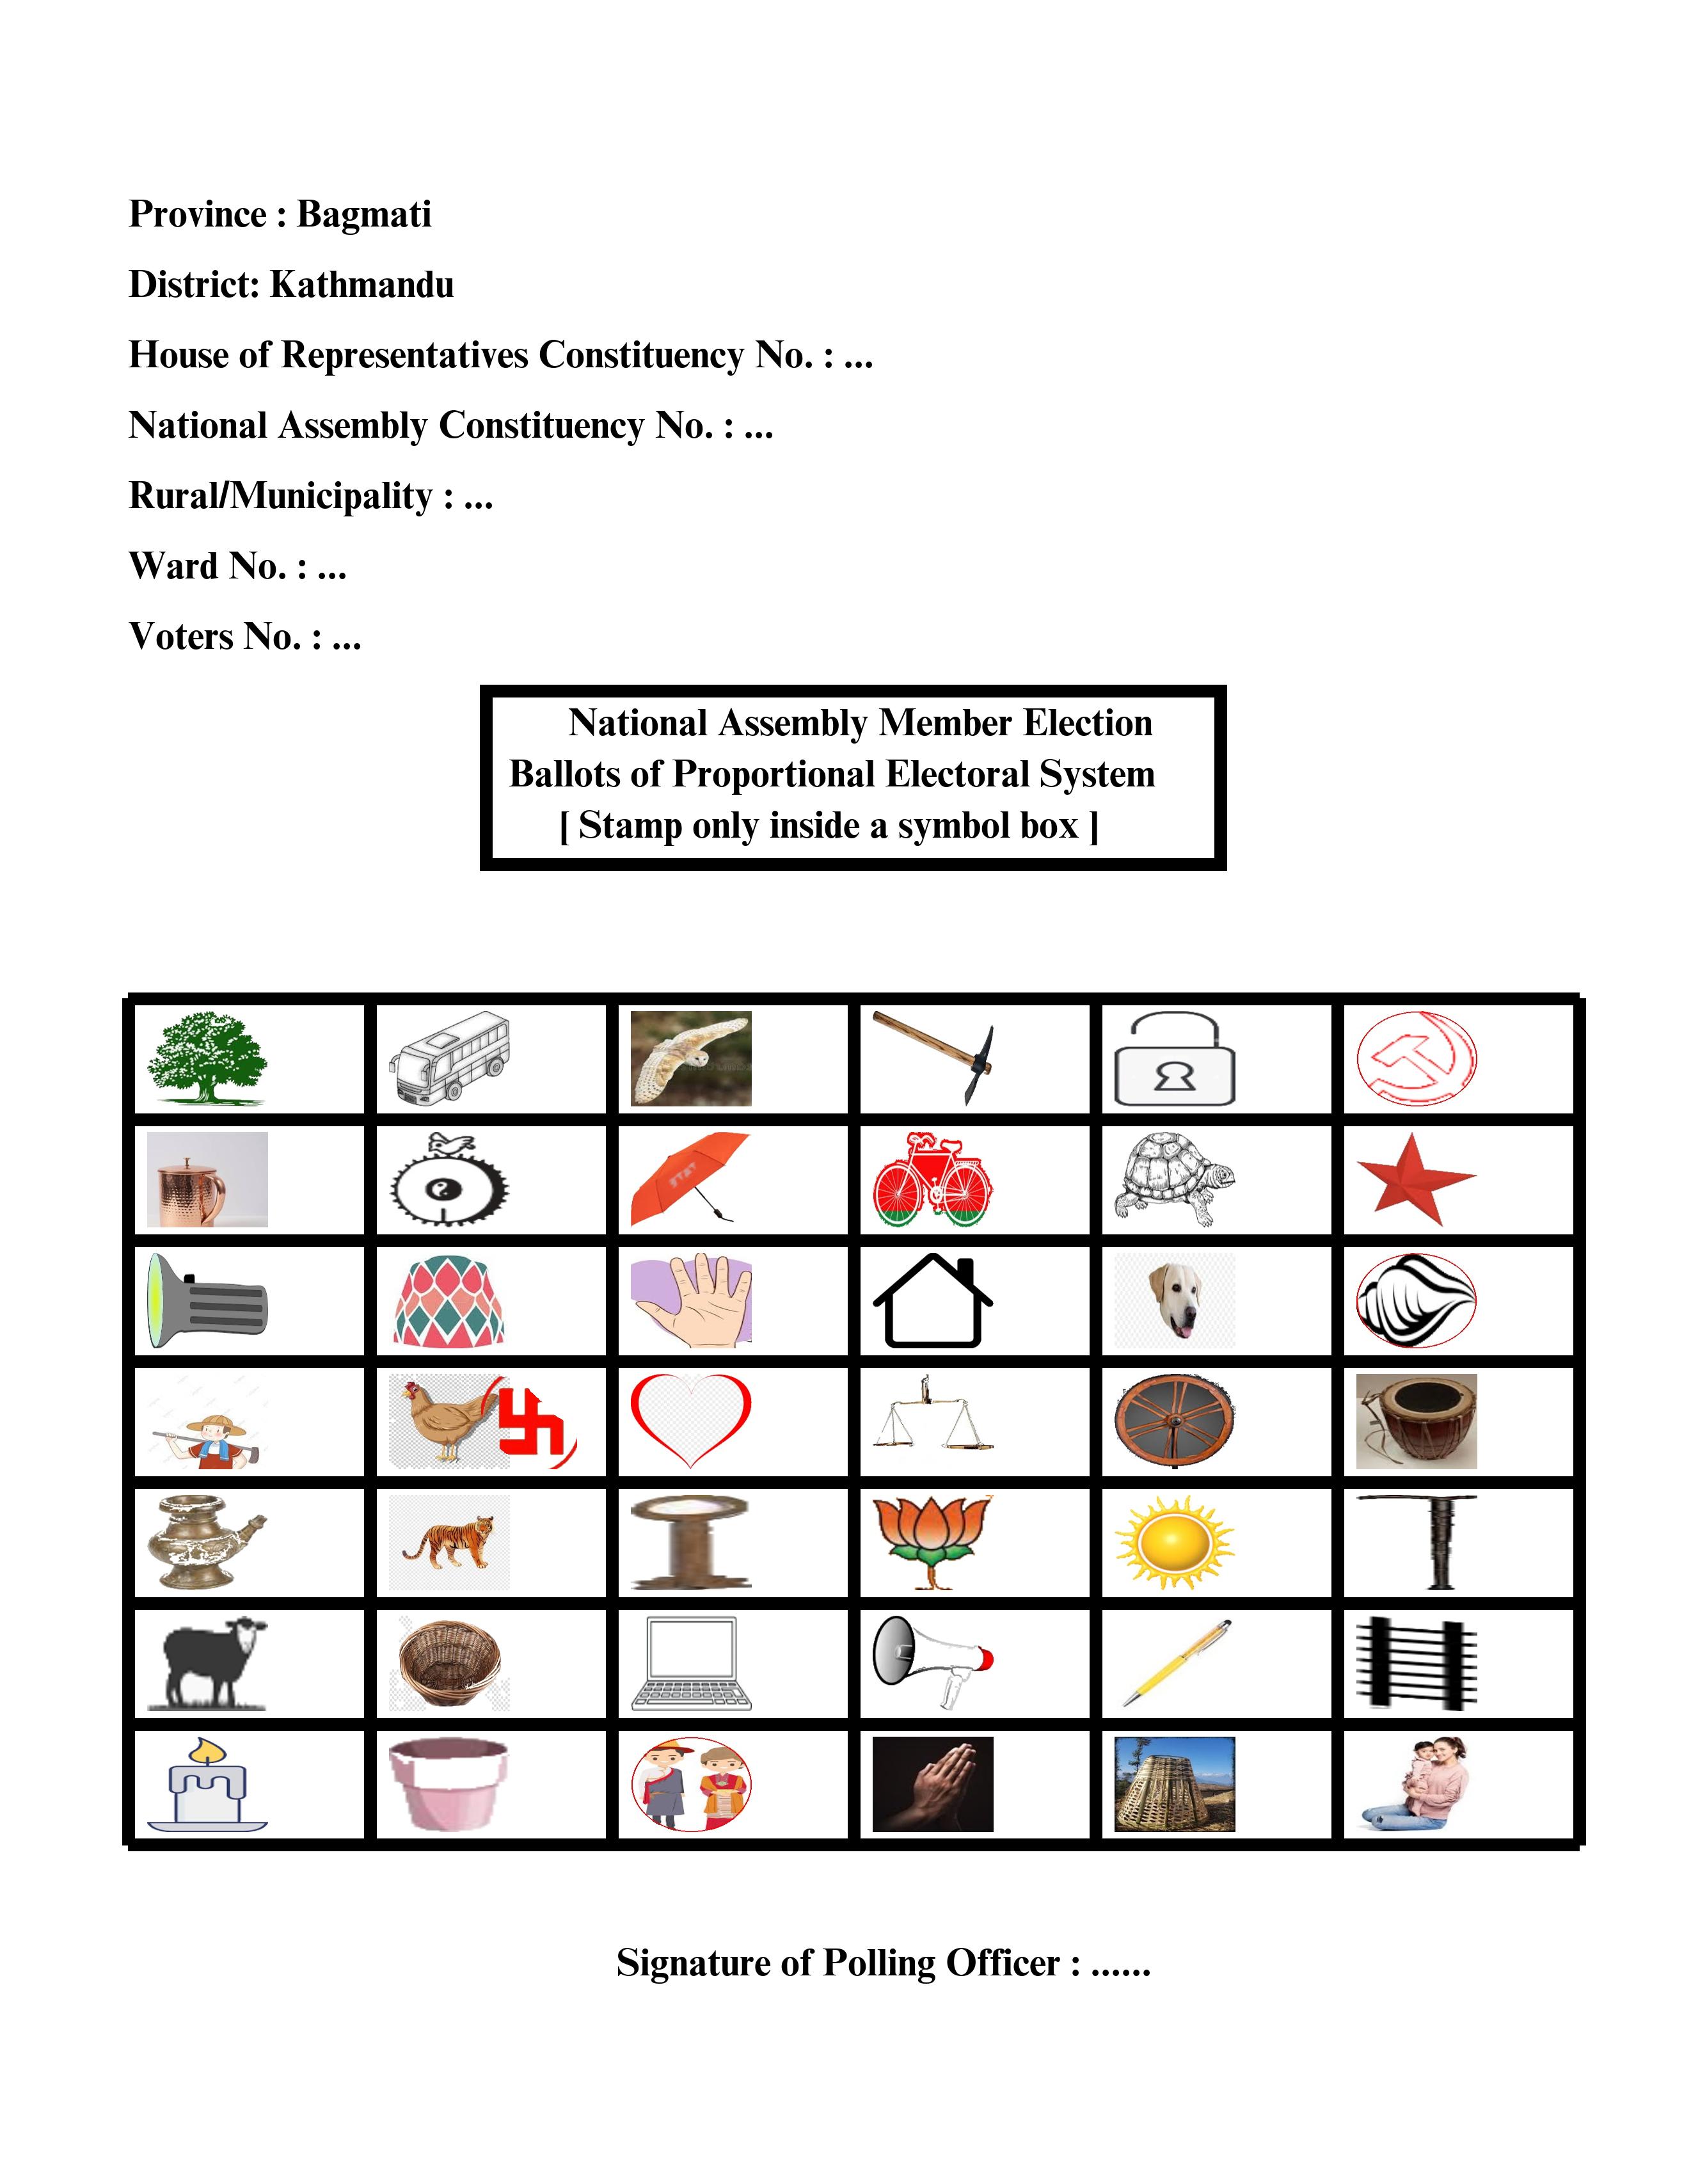 Province : Bagmati
District: Kathmandu
House of Representatives Constituency No. : ...
National Assembly Constituency No. : ...
Rural/Municipality : ...
Ward No. : ...
Voters No. : ...
National Assembly Member Election
Ballots of Proportional Electoral System
[ Stamp only inside a symbol box ]
Signature of Polling Officer : ......